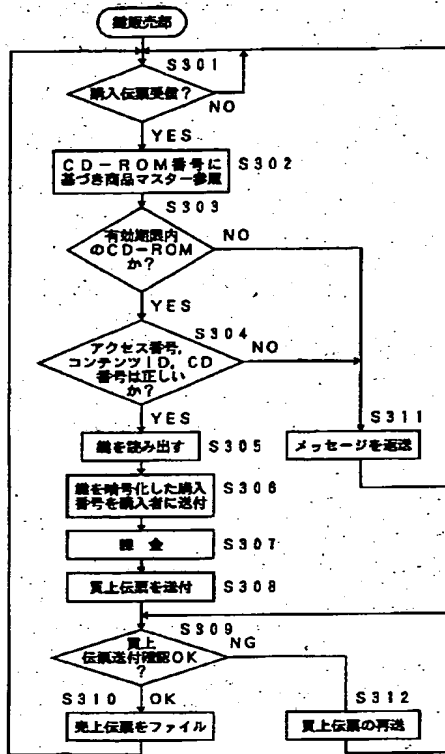 鍵販売部
S301
購入伝票受信?
NO
YES
CD-ROM番号に
基づき商品マスター参照
S302
S303
有効期限内
のCD-ROM
か?
NO
YES
S304
アクセス番号,
コンテンツID, CD
番号は正しい
か?
NO
YES
S311
鍵を読み出す
S305
メッセージを返送
鍵を暗号化した購入
番号を購入者に送付
S306
課 金
S307
買上伝票を送付
S308
S309
買上
伝票送付確認OK
?
NG
S310
OK
S312
売上伝票をファイル
買上伝票の再送